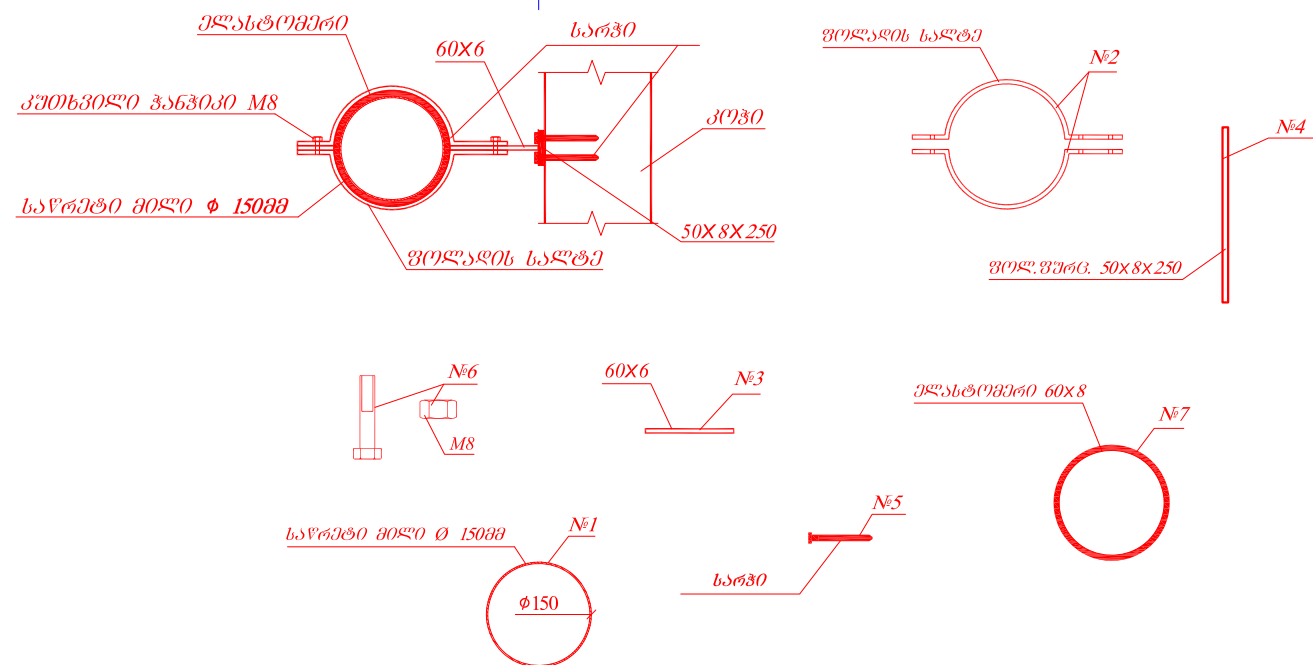 ელასტომერი
სარჭი
60X6
კუთხვილი ჭანჭიკი M8
კოჭი
საწრეტი მილი ϕ 150მმ
50X8X250
ფოლადის სალტე
ფოლადის სალტე
№2
№4
ფოლ.ფურც. 50X8X250
№6
M8
60X6
№3
ელასტომერი 60X8
№7
საწრეტი მილი Ø 150მმ
№1
ϕ150
№5
სარჭი